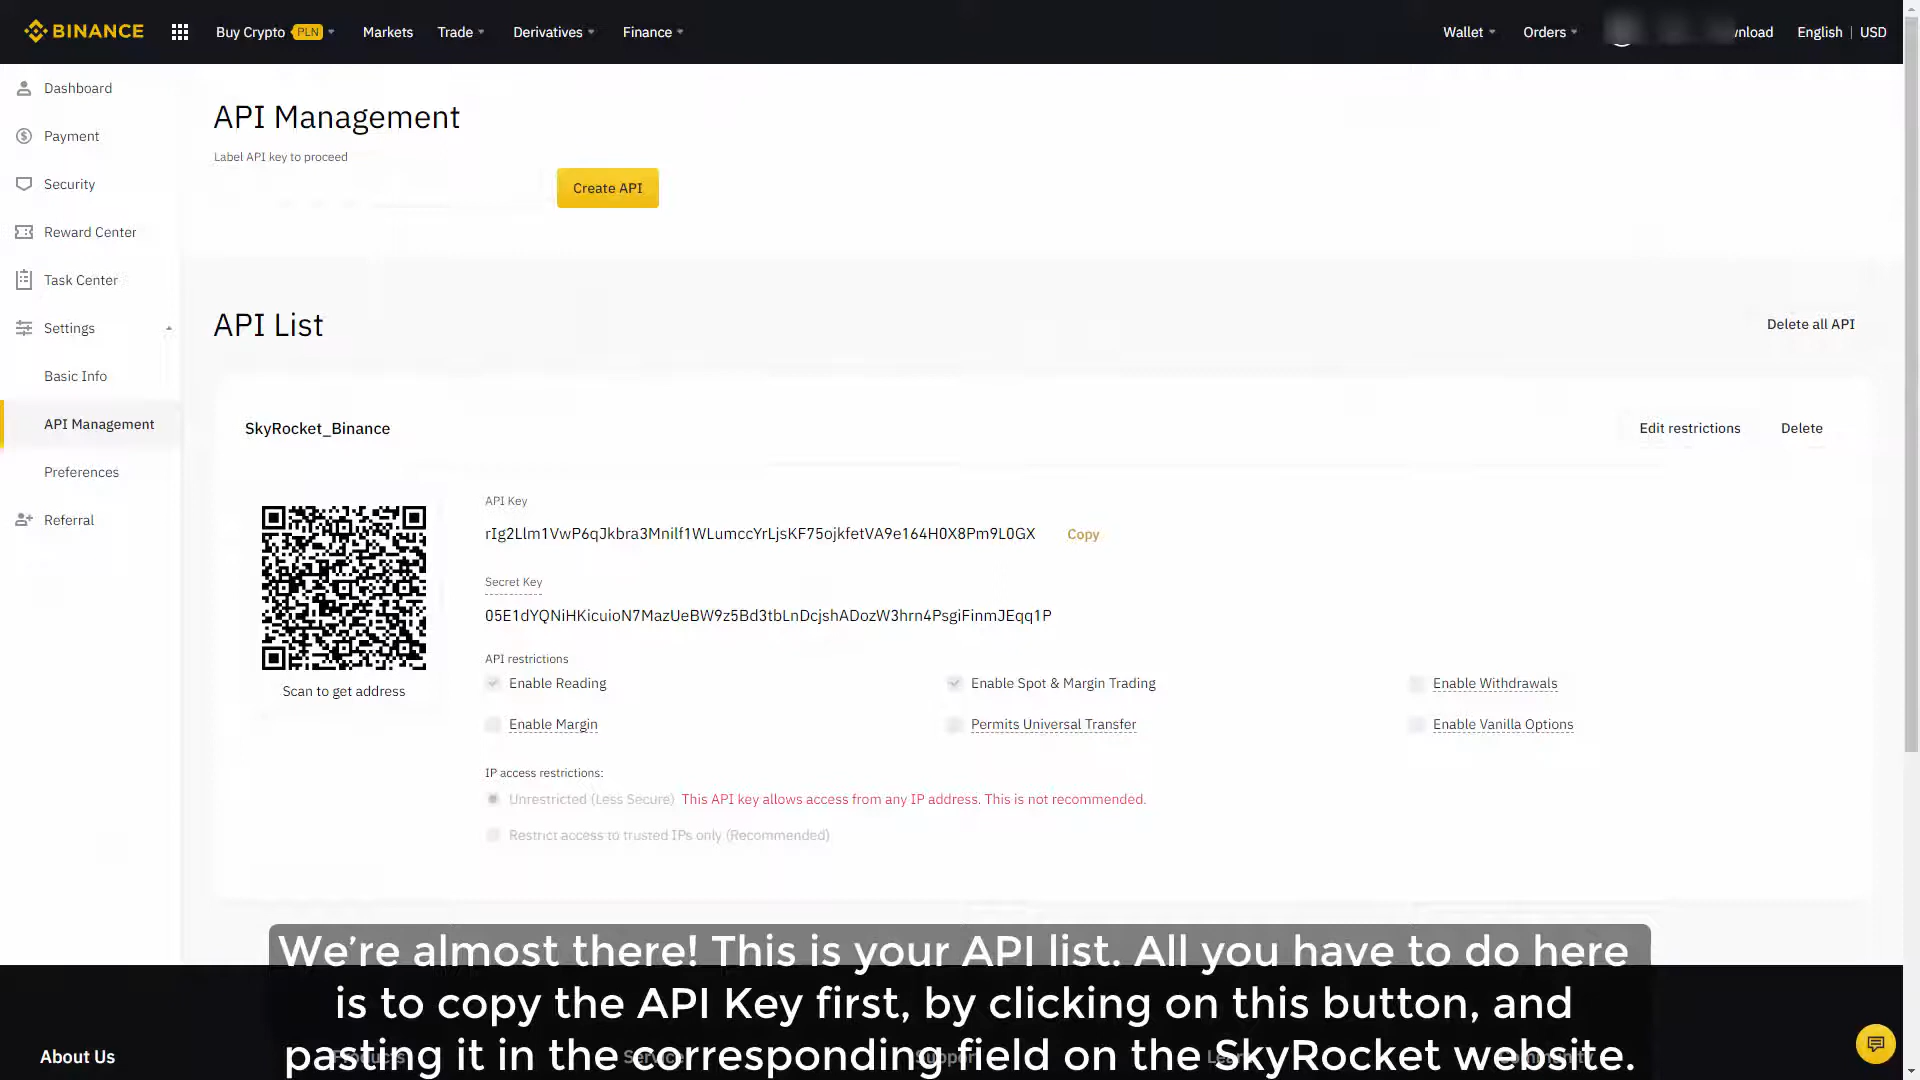 BINANCE
Buy Crypto PLN Markets Trade Derivatives Finance Wallet Orders nload English | USD
Dashboard
Payment
Security
Reward Center
Task Center
Settings
Basic Info
API Management
Preferences
Referral
API Management
Label API key to proceed
Create API
API List
Delete all API
SkyRocket_Binance
Edit restrictions Delete
API Key
rIg2Llm1VwP6qJkbra3Mnilf1WLumccYrLjsKF75ojkfetVA9e164H0X8Pm9L0GX Copy
Secret Key
05E1dYQNiHKicuioN7MazUeBW9z5Bd3tbLnDcjshADozW3hrn4PsgiFinmJEqq1P
Scan to get address
API restrictions
Enable Reading Enable Spot & Margin Trading Enable Withdrawals
Enable Margin Permits Universal Transfer Enable Vanilla Options
IP access restrictions:
Unrestricted (Less Secure) This API key allows access from any IP address. This is not recommended.
Restrict access to trusted IPs only (Recommended)
We're almost there! This is your API list. All you have to do here
is to copy the API Key first, by clicking on this button, and
pasting it in the corresponding field on the SkyRocket website.
About Us